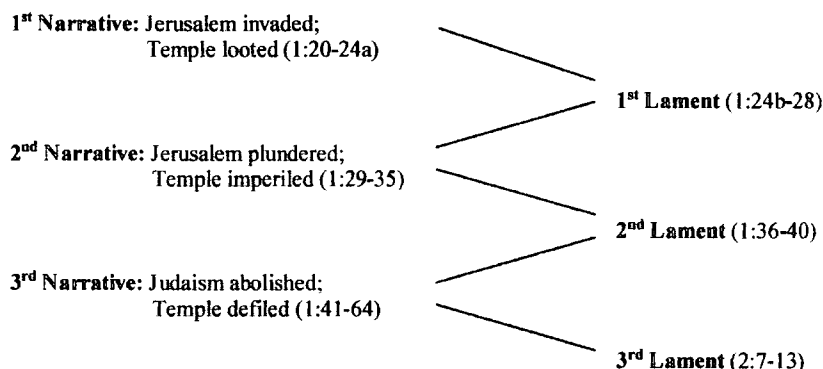 1st Narrative: Jerusalem invaded;
Temple looted (1:20-24a)
1st Lament (1:24b-28)
2nd Narrative: Jerusalem plundered;
Temple imperiled (1:29-35)
2nd Lament (1:36-40)
3rd Narrative: Judaism abolished;
Temple defiled (1:41-64)
3rd Lament (2:7-13)